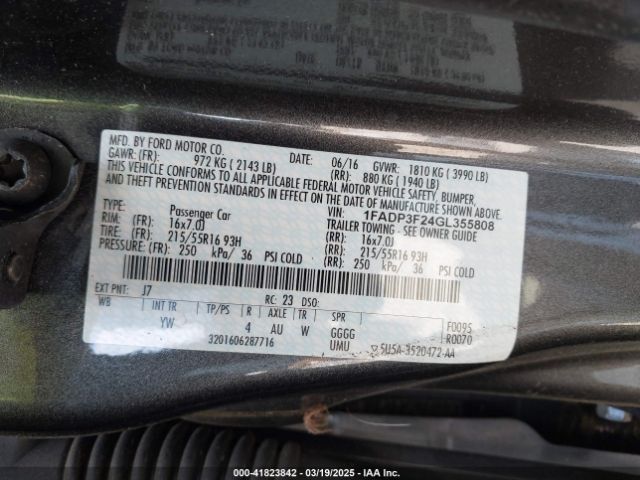 MFD. BY FORD MOTOR CO. DATE: 06/16 GVWR: 1810 KG ( 3990 LB)
GAWR: (FR): 972 KG ( 2143 LB) (RR): 880 KG ( 1940 LB)
THIS VEHICLE CONFORMS TO ALL APPLICABLE FEDERAL MOTOR VEHICLE SAFETY, BUMPER,
AND THEFT PREVENTION STANDARDS IN EFFECT ON THE DATE OF MANUFACTURE SHOWN ABOVE.
VIN: 1FADP3F24GL355808
TYPE: Passenger Car TRAILER TOWING - SEE OWNER GUIDE
RIM: (FR): 16x7.0J (RR): 16x7.0J
TIRE: (FR): 215/55R16 93H (RR): 215/55R16 93H
PRESSURE: (FR): 250 kPa/ 36 PSI COLD (RR): 250 kPa/ 36 PSI COLD
EXT PNT: J7 RC: 23 DSO:
WB INT TR TP/PS R AXLE TR SPR F0095
YW 4 AU W GGGG R0070
3201606287716 UMU 5U5A-3520472-AA
000-41823842 - 03/19/2025 - IAA Inc.